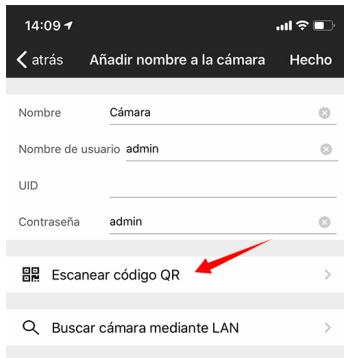 14:09
atrás Añadir nombre a la cámara Hecho
Nombre Cámara
Nombre de usuario admin
UID
Contraseña admin
Escanear código QR
Buscar cámara mediante LAN